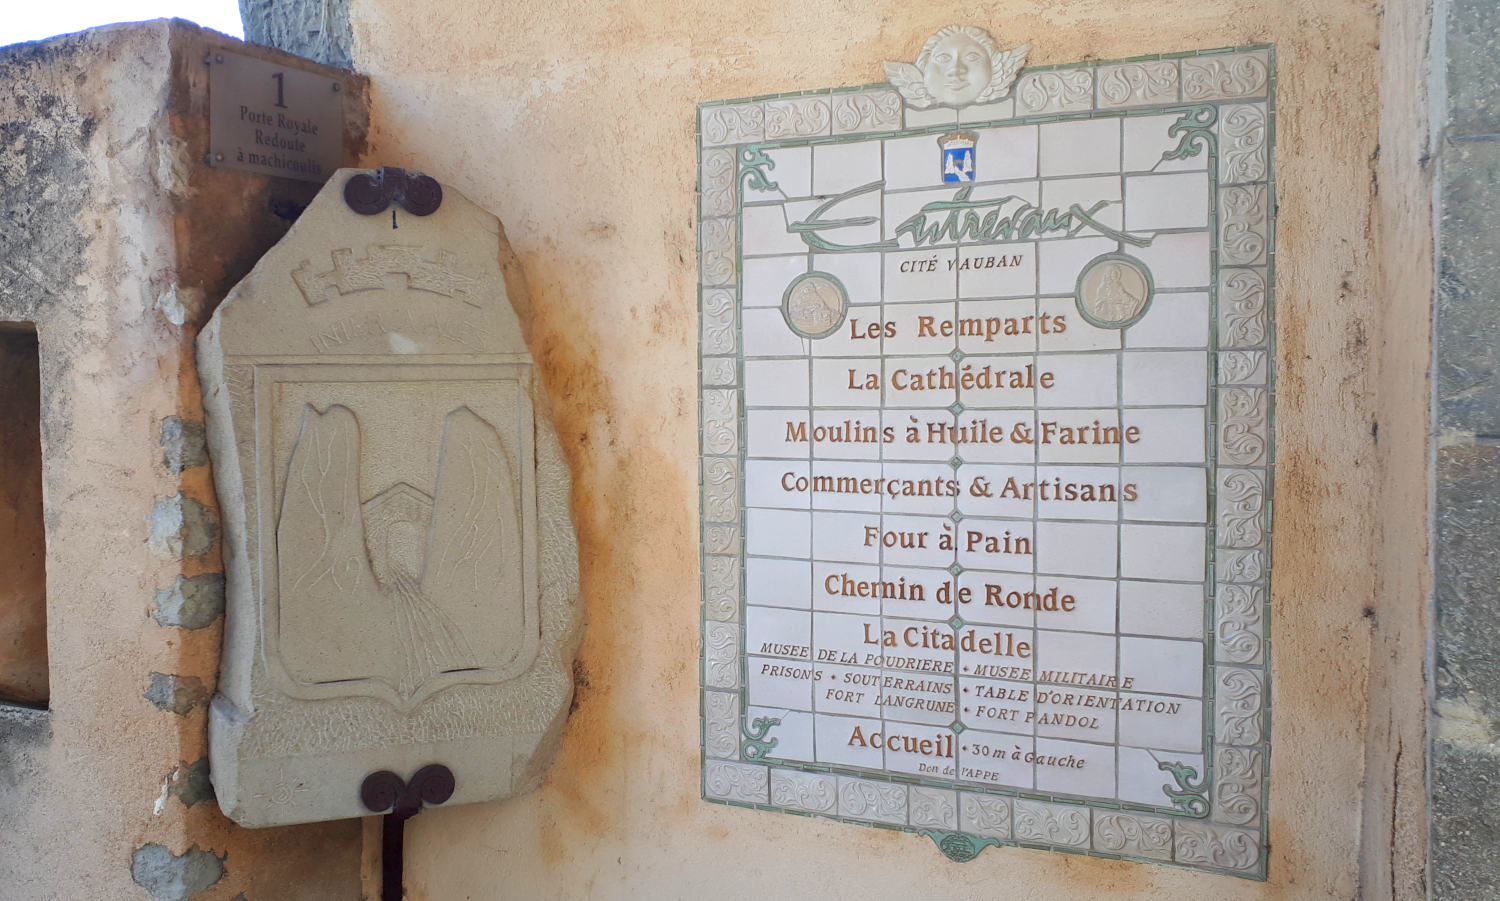 1
Porte Royale
Redoute
à machicoulis
Entrevaux
CITÉ VAUBAN
Les Remparts
La Cathédrale
Moulins à Huile & Farine
Commerçants & Artisans
Four à Pain
Chemin de Ronde
La Citadelle
MUSEE DE LA POUDRIERE • MUSEE MILITAIRE
PRISONS • SOUTERRAINS • TABLE D'ORIENTATION
FORT LANGRUNE • FORT PANDOL
Accueil • 30 m à Gauche
Don de l'APPE